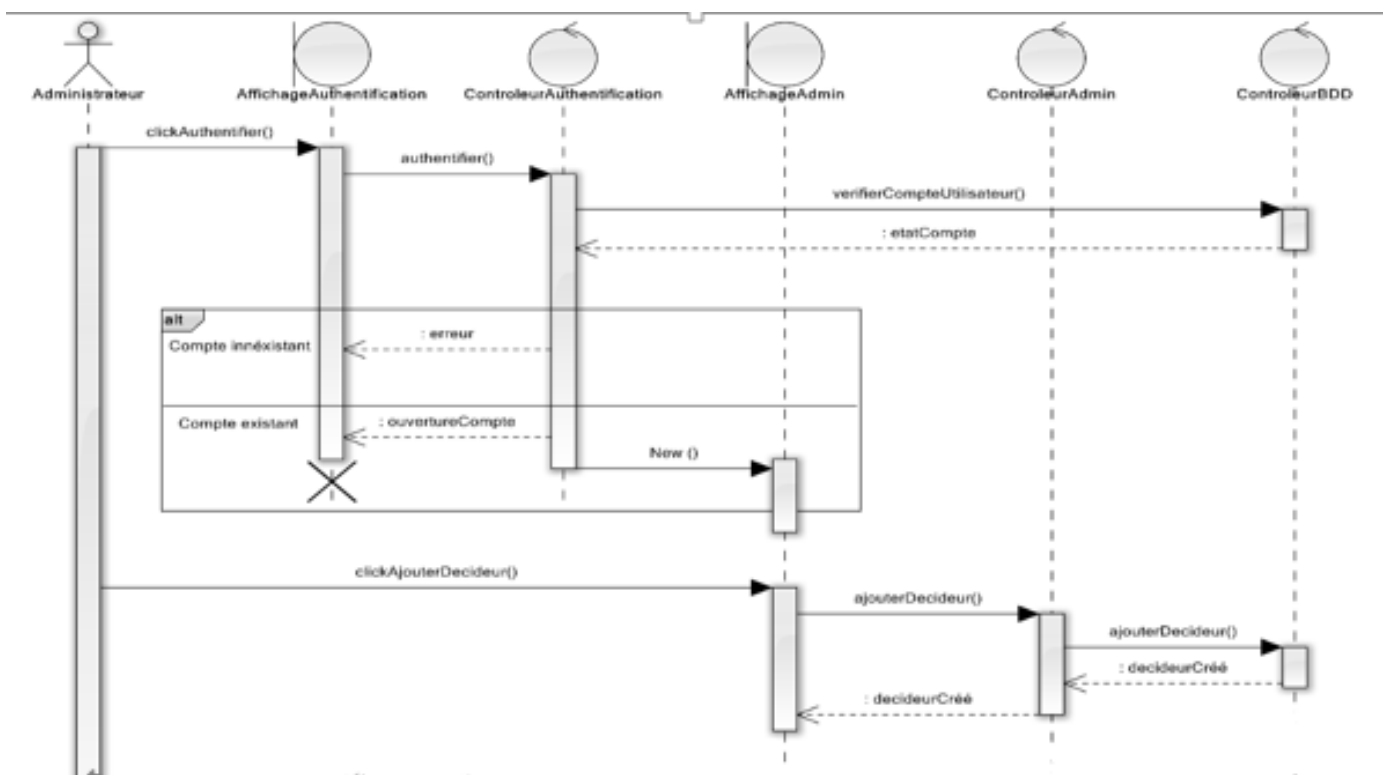 Administrateur
AffichageAuthentification
ControleurAuthentification
AffichageAdmin
ControleurAdmin
ControleurBDD
clickAuthentifier()
authentifier()
verifierCompteUtilisateur()
: etatCompte
alt
Compte innéxistant
: erreur
Compte existant
: ouvertureCompte
New ()
clickAjouterDecideur()
ajouterDecideur()
ajouterDecideur()
: decideurCréé
: decideurCréé